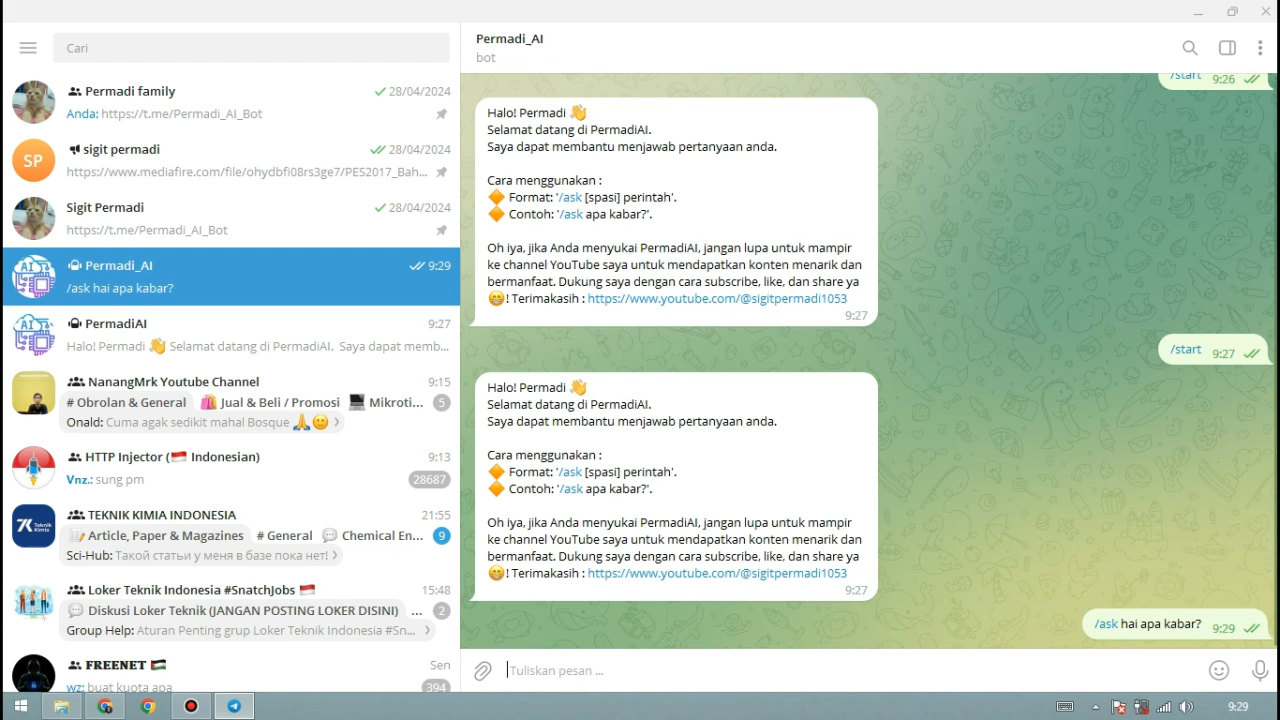 Cari
Permadi family
28/04/2024
Anda: https://t.me/Permadi_AI_Bot
SP
sigit permadi
28/04/2024
https://www.mediafire.com/file/ohydbfi08rs3ge7/PES2017_Bah...
Sigit Permadi
28/04/2024
https://t.me/Permadi_AI_Bot
AI
Permadi_AI
9:29
/ask hai apa kabar?
AI
PermadiAI
9:27
Halo! Permadi 👋 Selamat datang di PermadiAI. Saya dapat memb...
NanangMrk Youtube Channel
9:15
# Obrolan & General 🛍 Jual & Beli / Promosi 💻 Mikroti...
5
Onald: Cuma agak sedikit mahal Bosque 🙏🙂
HTTP Injector (🇮🇩 Indonesian)
9:13
Vnz.: sung pm
28687
7K Teknik Kimia
TEKNIK KIMIA INDONESIA
21:55
📝 Article, Paper & Magazines # General 💬 Chemical En...
9
Sci-Hub: Такой статьи у меня в базе пока нет!
Loker Teknik Indonesia #SnatchJobs 🇮🇩
15:48
💬 Diskusi Loker Teknik (JANGAN POSTING LOKER DISINI) ...
2
Group Help: Aturan Penting grup Loker Teknik Indonesia #Sn...
FREENET 🇵🇸
Sen
wz: buat kuota apa
394
Permadi_AI
bot
/start 9:26
Halo! Permadi 👋
Selamat datang di PermadiAI.
Saya dapat membantu menjawab pertanyaan anda.
Cara menggunakan :
🔶 Format: '/ask [spasi] perintah'.
🔶 Contoh: '/ask apa kabar?'.
Oh iya, jika Anda menyukai PermadiAI, jangan lupa untuk mampir
ke channel YouTube saya untuk mendapatkan konten menarik dan
bermanfaat. Dukung saya dengan cara subscribe, like, dan share ya
😁! Terimakasih : https://www.youtube.com/@sigitpermadi1053
9:27
/start 9:27
Halo! Permadi 👋
Selamat datang di PermadiAI.
Saya dapat membantu menjawab pertanyaan anda.
Cara menggunakan :
🔶 Format: '/ask [spasi] perintah'.
🔶 Contoh: '/ask apa kabar?'.
Oh iya, jika Anda menyukai PermadiAI, jangan lupa untuk mampir
ke channel YouTube saya untuk mendapatkan konten menarik dan
bermanfaat. Dukung saya dengan cara subscribe, like, dan share ya
😁! Terimakasih : https://www.youtube.com/@sigitpermadi1053
9:27
/ask hai apa kabar? 9:29
Tuliskan pesan ...
9:29